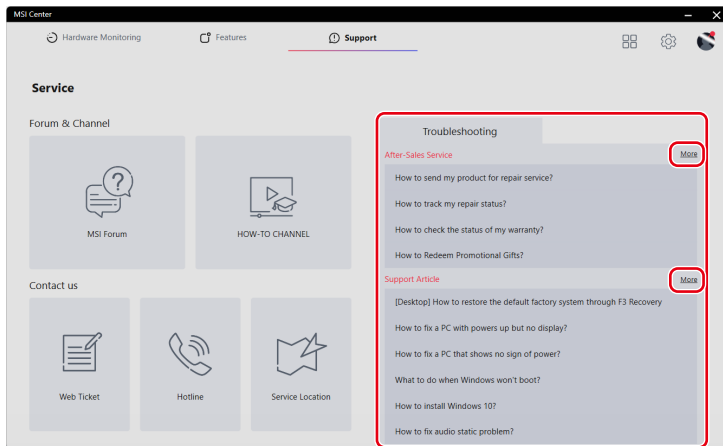 MSI Center
Hardware Monitoring
Features
Support
Service
Forum & Channel
MSI Forum
HOW-TO CHANNEL
Contact us
Web Ticket
Hotline
Service Location
Troubleshooting
After-Sales Service
More
How to send my product for repair service?
How to track my repair status?
How to check the status of my warranty?
How to Redeem Promotional Gifts?
Support Article
More
[Desktop] How to restore the default factory system through F3 Recovery
How to fix a PC with powers up but no display?
How to fix a PC that shows no sign of power?
What to do when Windows won't boot?
How to install Windows 10?
How to fix audio static problem?